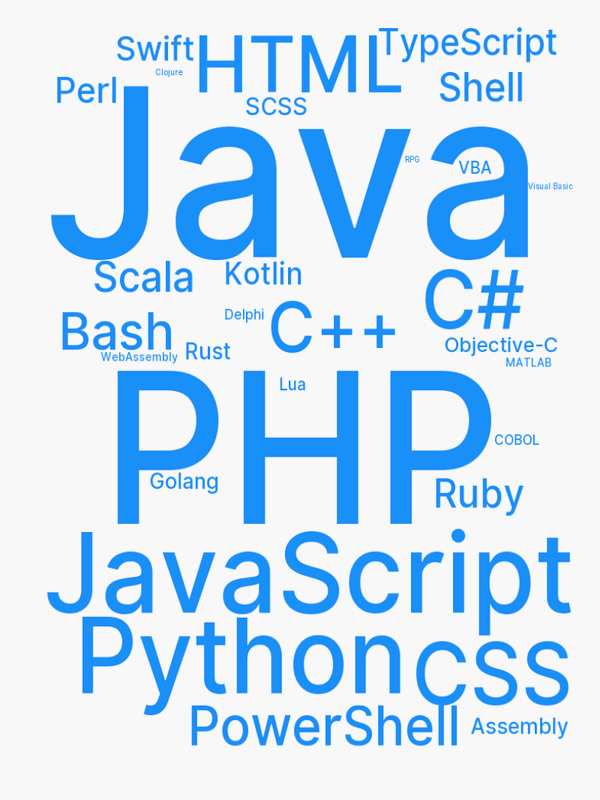 Swift
HTML
TypeScript
Clojure
Perl
Shell
SCSS
Java
RPG
VBA
Visual Basic
Scala
Kotlin
C#
Delphi
C++
Bash
Objective-C
WebAssembly
Rust
MATLAB
Lua
PHP
COBOL
Golang
Ruby
JavaScript
Python
CSS
PowerShell
Assembly